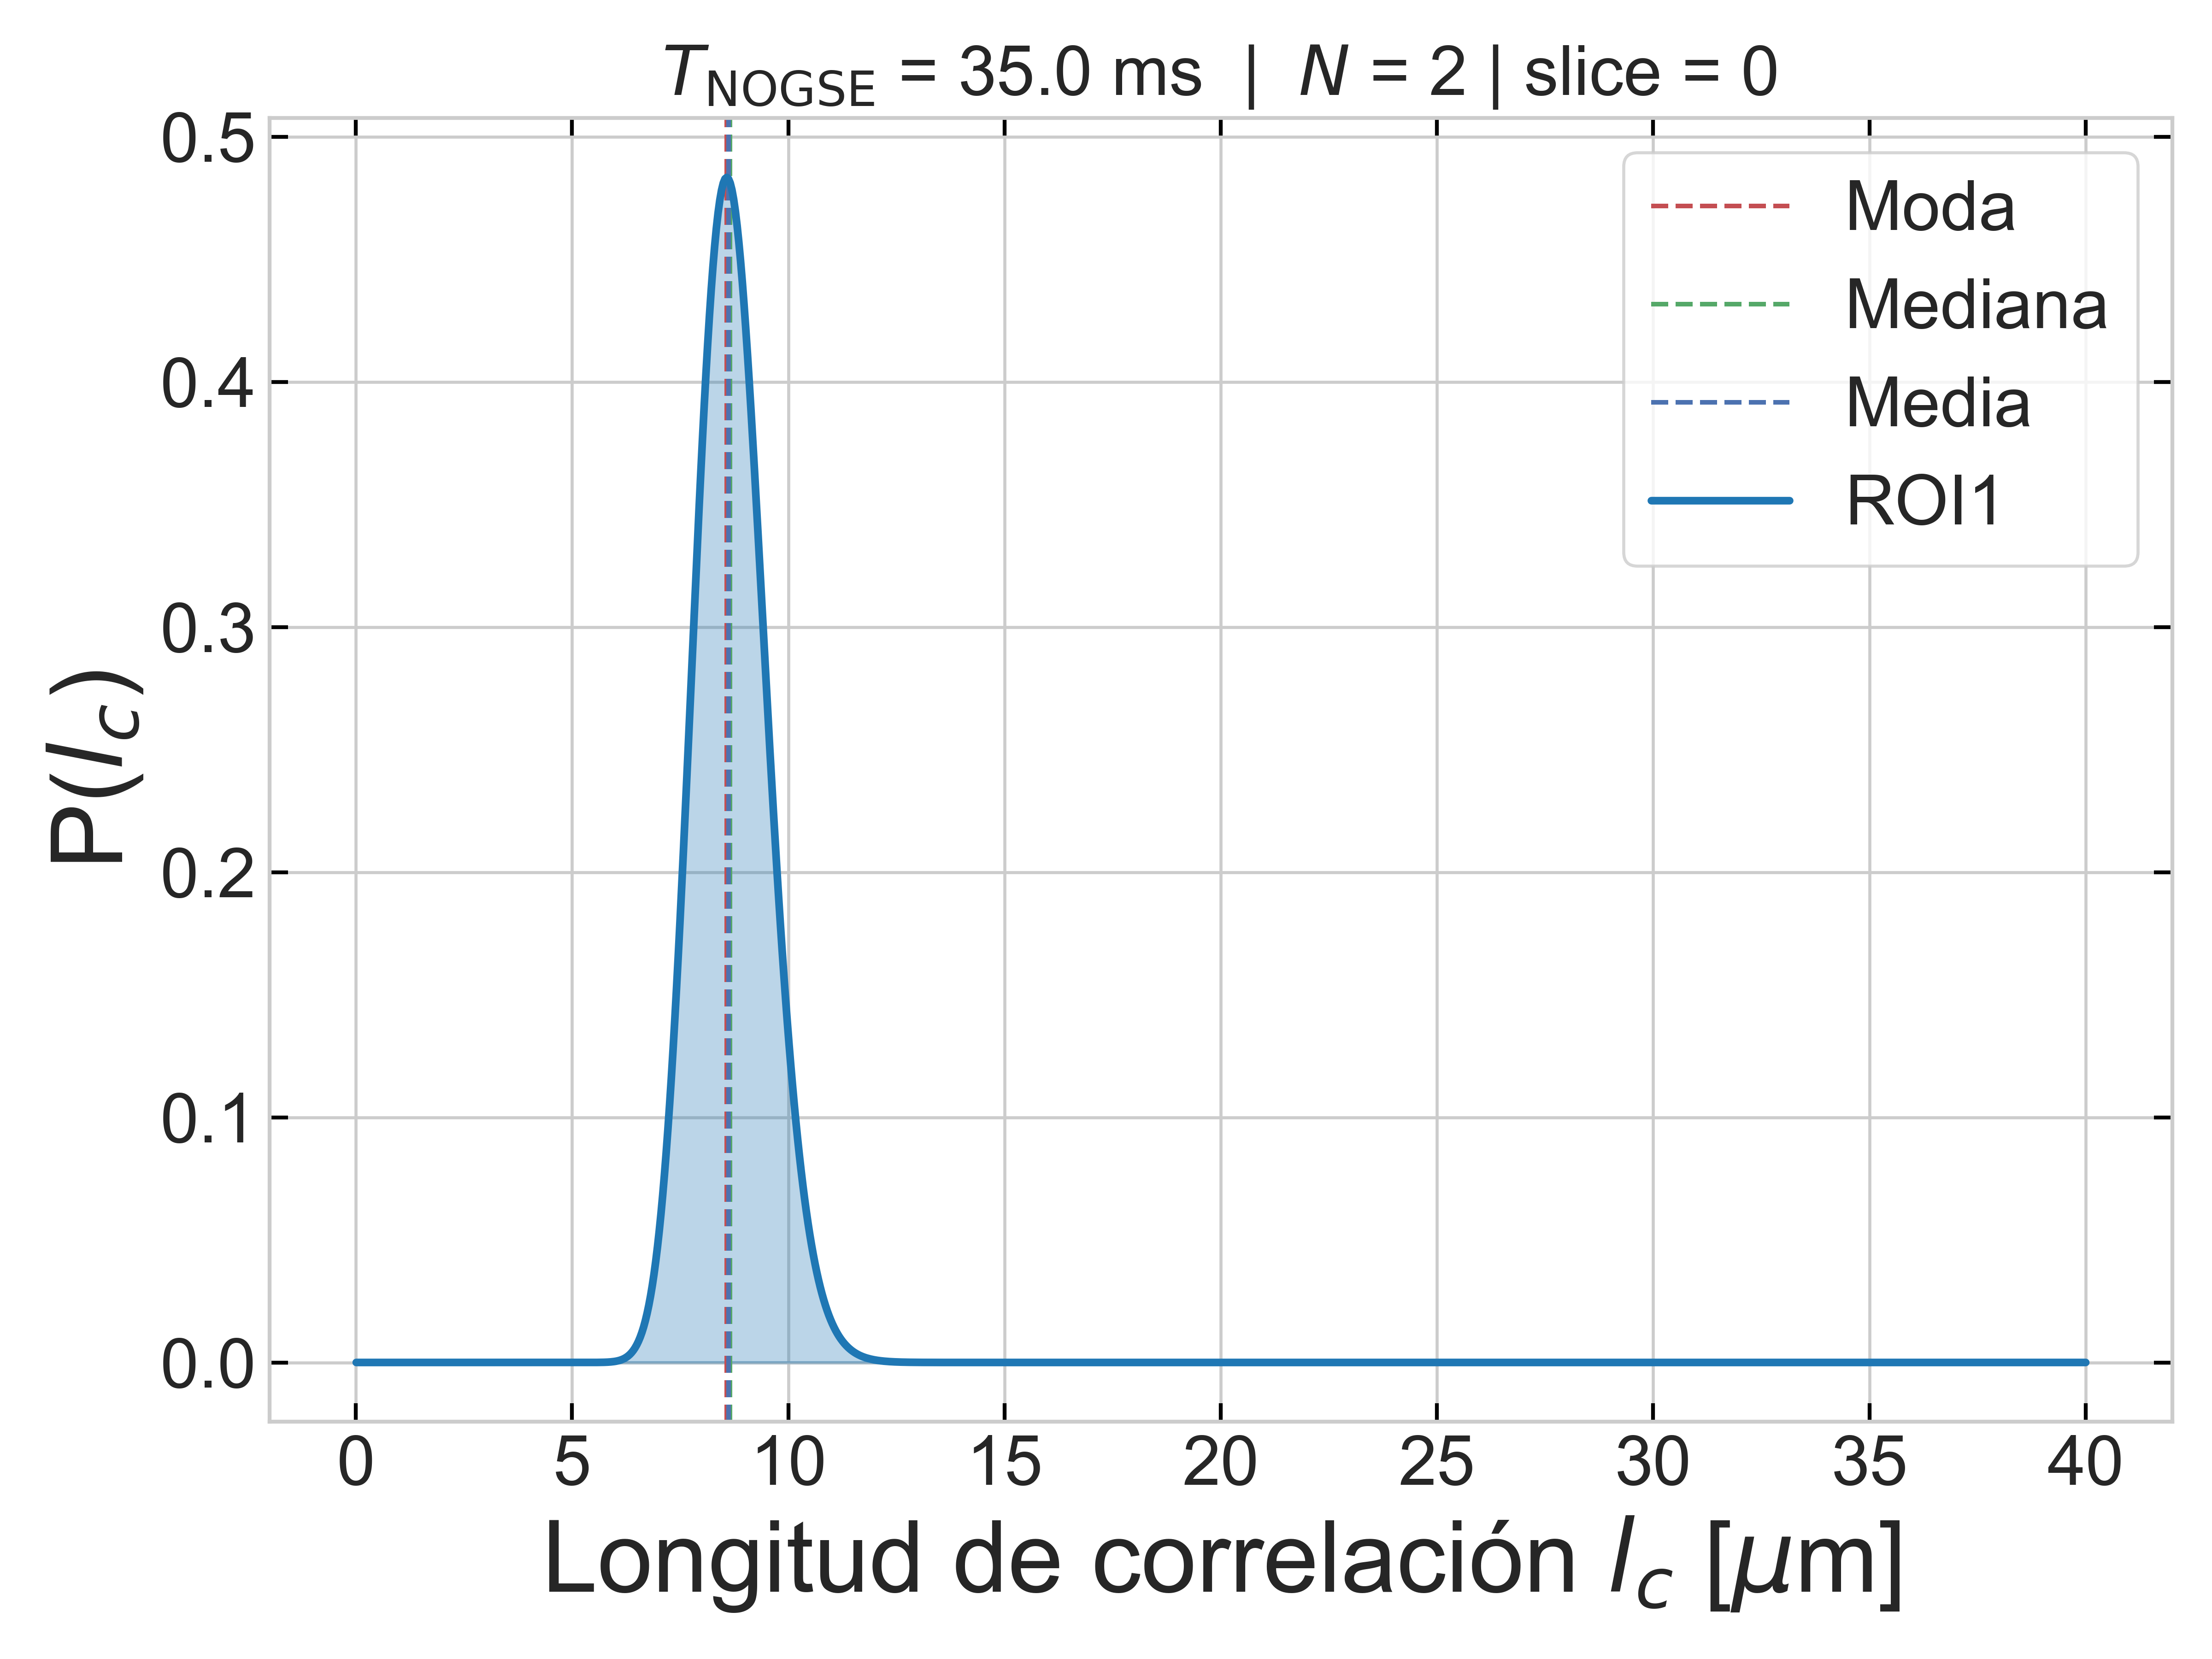 T_NOGSE = 35.0 ms | N = 2 | slice = 0
0.5
0.4
0.3
0.2
0.1
0.0
P(l_c)
Moda
Mediana
Media
ROI1
0 5 10 15 20 25 30 35 40
Longitud de correlación l_c [μm]